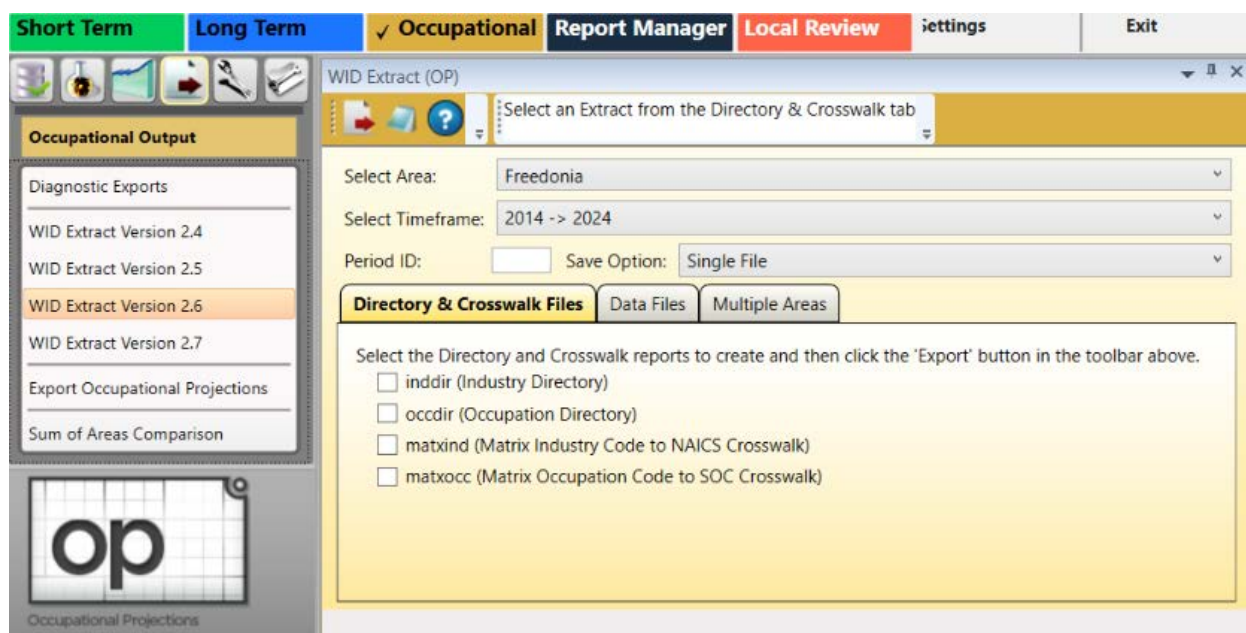 Short Term Long Term ✓ Occupational Report Manager Local Review Settings Exit
WID Extract (OP)
Select an Extract from the Directory & Crosswalk tab
Occupational Output
Diagnostic Exports
WID Extract Version 2.4
WID Extract Version 2.5
WID Extract Version 2.6
WID Extract Version 2.7
Export Occupational Projections
Sum of Areas Comparison
op
Occupational Projections
Select Area: Freedonia
Select Timeframe: 2014 -> 2024
Period ID: Save Option: Single File
Directory & Crosswalk Files Data Files Multiple Areas
Select the Directory and Crosswalk reports to create and then click the 'Export' button in the toolbar above.
inddir (Industry Directory)
occdir (Occupation Directory)
matxind (Matrix Industry Code to NAICS Crosswalk)
matxocc (Matrix Occupation Code to SOC Crosswalk)